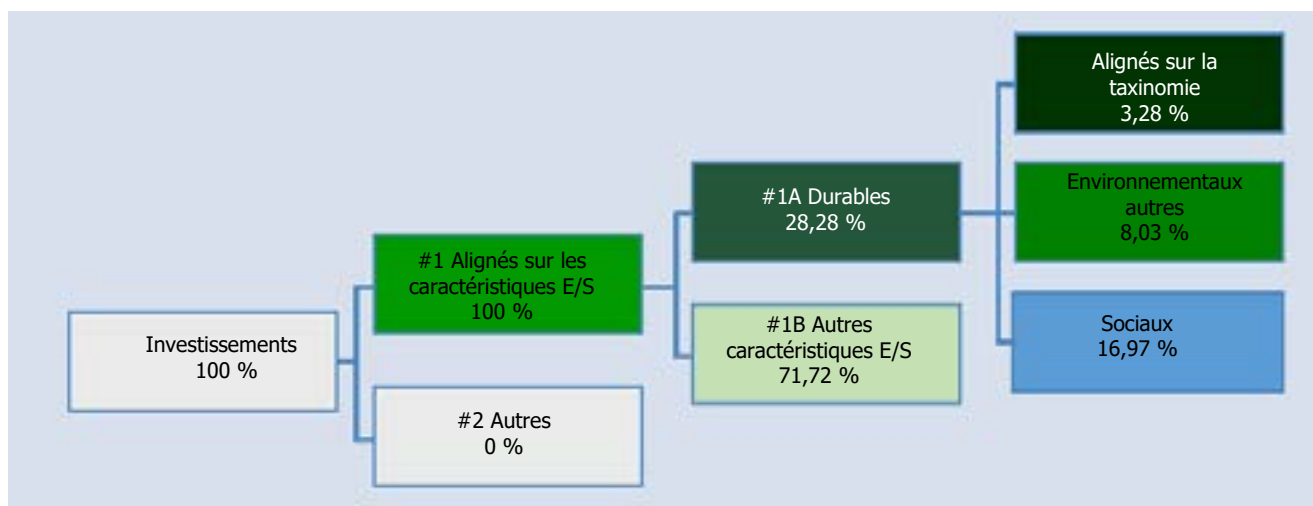 Investissements
100 %
#1 Alignés sur les
caractéristiques E/S
100 %
#2 Autres
0 %
#1A Durables
28,28 %
#1B Autres
caractéristiques E/S
71,72 %
Alignés sur la
taxinomie
3,28 %
Environnementaux
autres
8,03 %
Sociaux
16,97 %